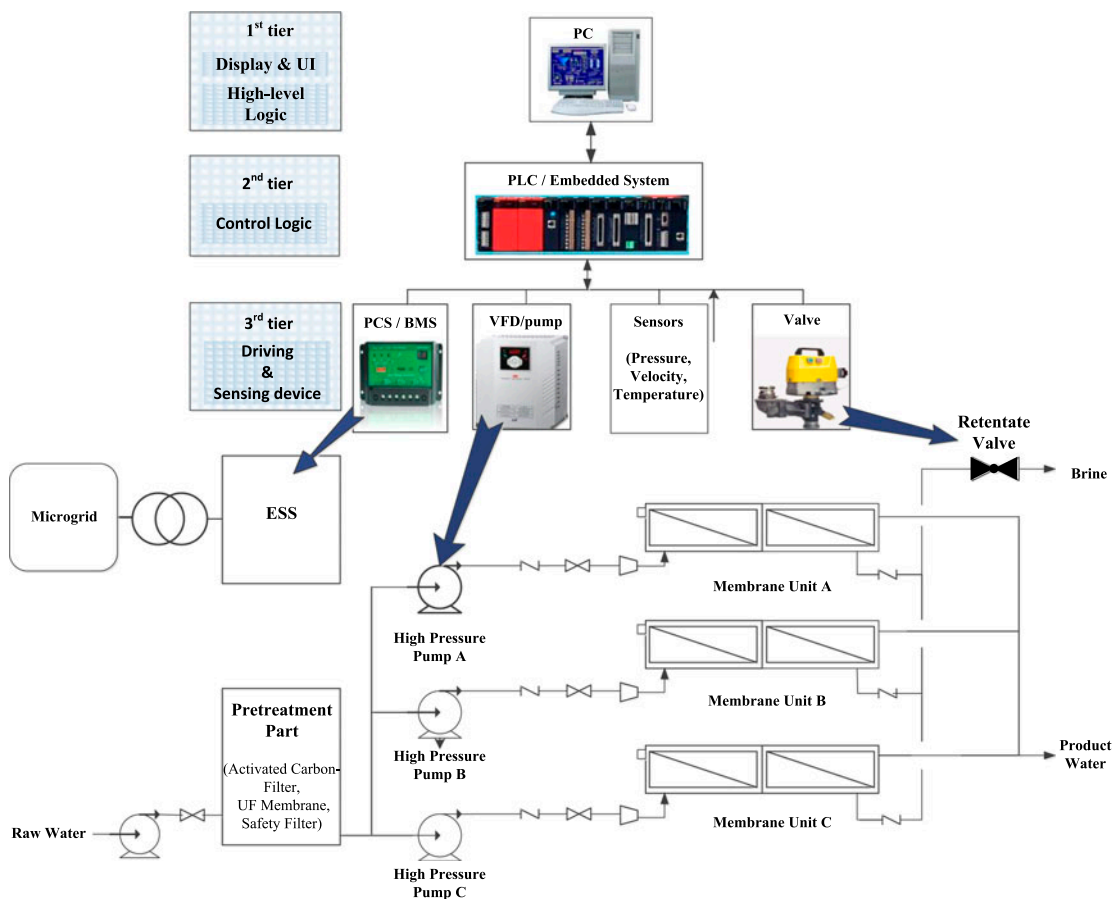 1st tier
Display & UI
High-level
Logic
PC
2nd tier
Control Logic
PLC / Embedded System
3rd tier
Driving
&
Sensing device
PCS / BMS
VFD/pump
Sensors
(Pressure,
Velocity,
Temperature)
Valve
Retentate
Valve
Brine
Microgrid
ESS
Membrane Unit A
High Pressure
Pump A
Membrane Unit B
High Pressure
Pump B
Pretreatment
Part
(Activated Carbon-
Filter,
UF Membrane,
Safety Filter)
Product
Water
Raw Water
Membrane Unit C
High Pressure
Pump C